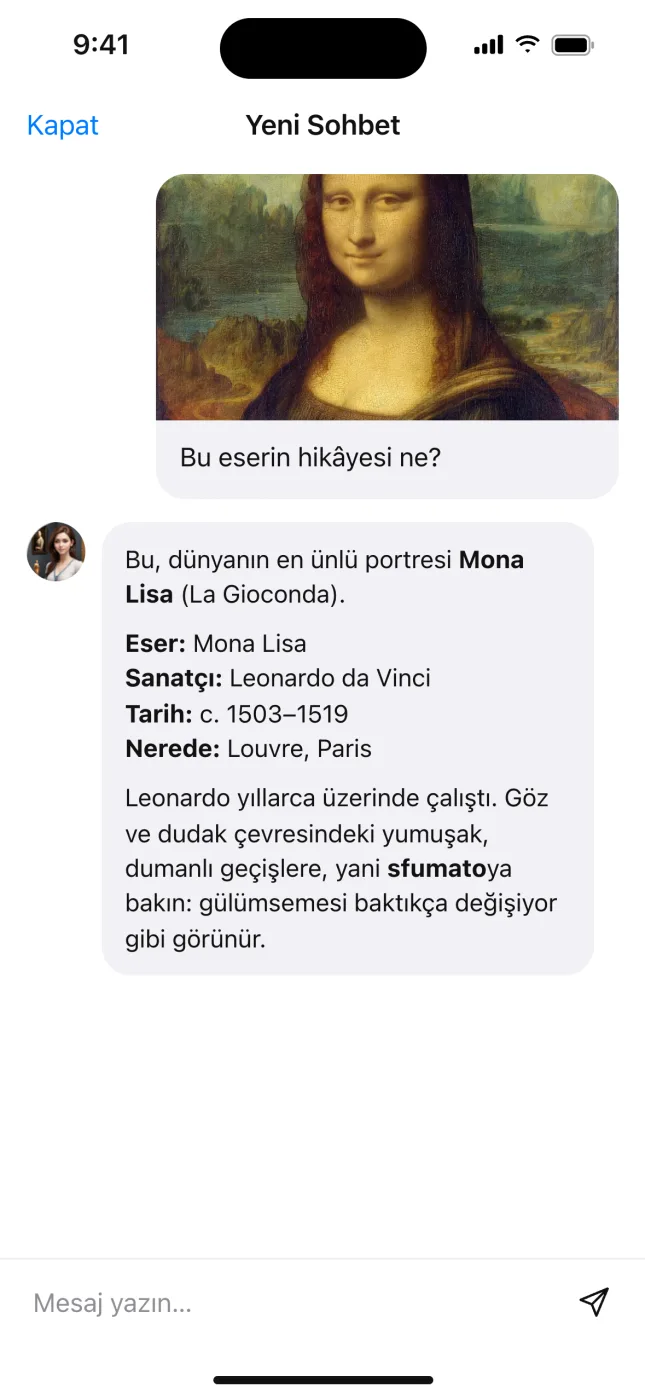 9:41
Kapat
Yeni Sohbet
Bu eserin hikâyesi ne?
Bu, dünyanın en ünlü portresi Mona
Lisa (La Gioconda).
Eser: Mona Lisa
Sanatçı: Leonardo da Vinci
Tarih: c. 1503–1519
Nerede: Louvre, Paris
Leonardo yıllarca üzerinde çalıştı. Göz
ve dudak çevresindeki yumuşak,
dumanlı geçişlere, yani sfumatoya
bakın: gülümsemesi baktıkça değişiyor
gibi görünür.
Mesaj yazın...